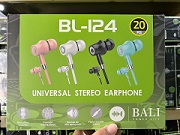 BL-124
20
UNIVERSAL STEREO EARPHONE
BALI